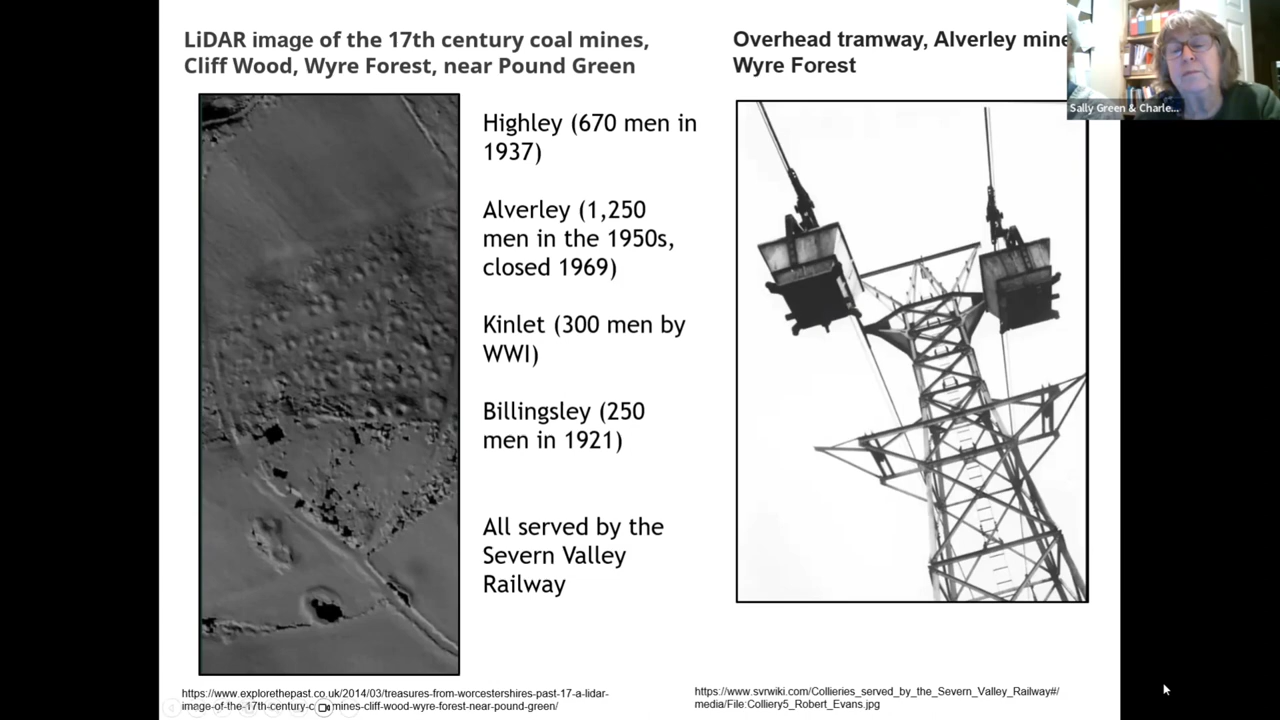 LiDAR image of the 17th century coal mines,
Cliff Wood, Wyre Forest, near Pound Green
Overhead tramway, Alverley mine
Wyre Forest
Sally Green & Charle...
Highley (670 men in
1937)
Alverley (1,250
men in the 1950s,
closed 1969)
Kinlet (300 men by
WWI)
Billingsley (250
men in 1921)
All served by the
Severn Valley
Railway
https://www.explorethepast.co.uk/2014/03/treasures-from-worcestershires-past-17-a-lidar-
image-of-the-17th-century-c mines-cliff-wood-wyre-forest-near-pound-green/
https://www.svrwiki.com/Collieries_served_by_the_Severn_Valley_Railway#/
media/File:Colliery5_Robert_Evans.jpg